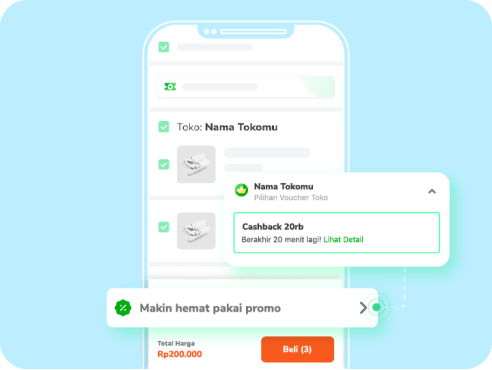 Toko: Nama Tokomu
Nama Tokomu
Pilihan Voucher Toko
Cashback 20rb
Berakhir 20 menit lagi! Lihat Detail
Makin hemat pakai promo
Total Harga
Rp200.000
Beli (3)